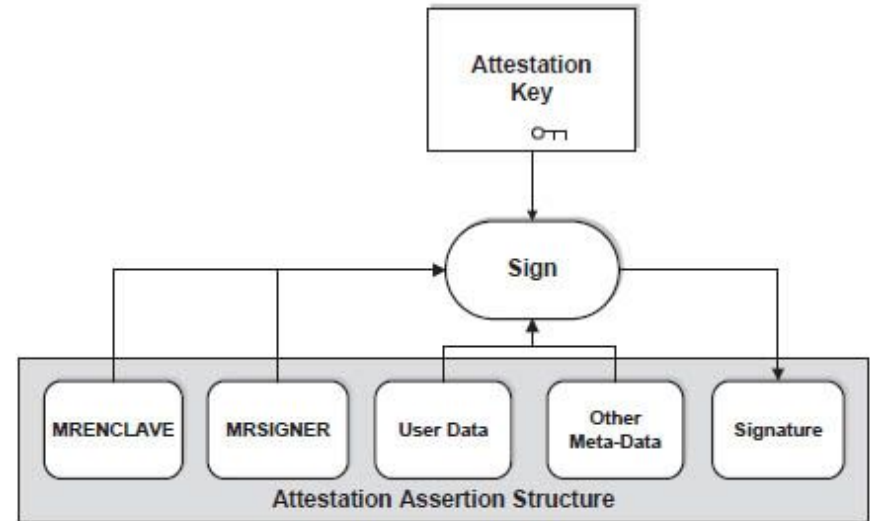 Attestation
Key
Sign
MRENCLAVE
MRSIGNER
User Data
Other
Meta-Data
Signature
Attestation Assertion Structure